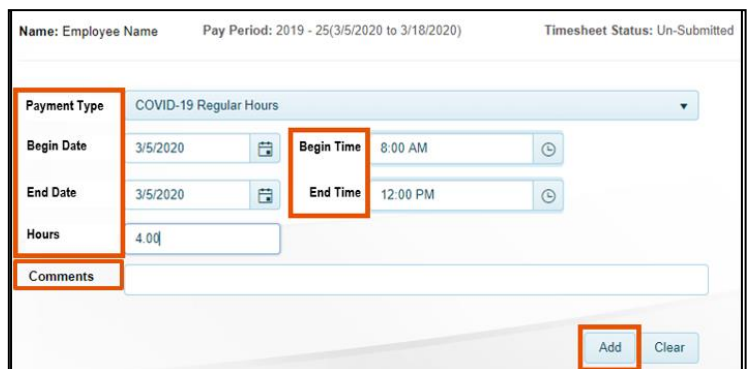 Name: Employee Name Pay Period: 2019 - 25(3/5/2020 to 3/18/2020) Timesheet Status: Un-Submitted
Payment Type COVID-19 Regular Hours
Begin Date 3/5/2020 Begin Time 8:00 AM
End Date 3/5/2020 End Time 12:00 PM
Hours 4.00
Comments
Add Clear